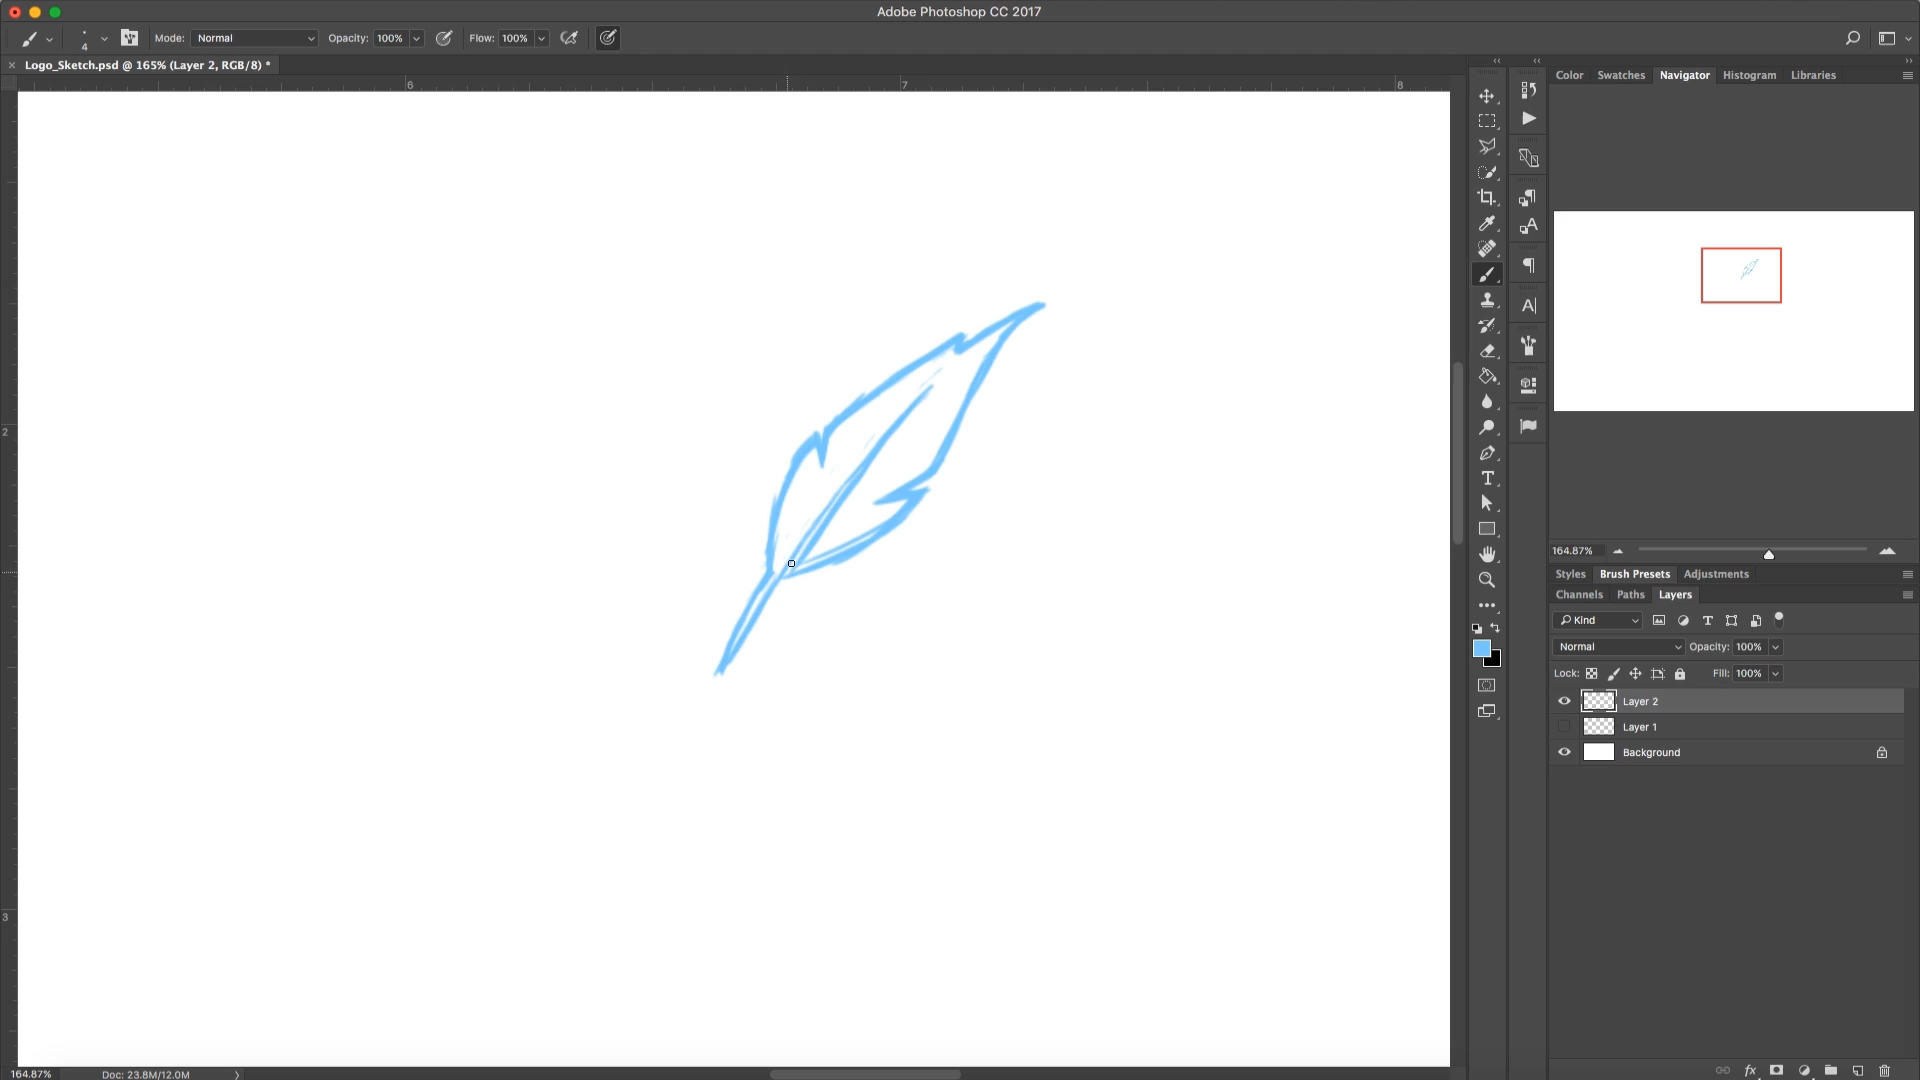 Adobe Photoshop CC 2017
4 Mode: Normal Opacity: 100% Flow: 100%
Logo_Sketch.psd @ 165% (Layer 2, RGB/8) *
6 7 8
2
3
Color Swatches Navigator Histogram Libraries
164.87%
Styles Brush Presets Adjustments
Channels Paths Layers
Kind
Normal Opacity: 100%
Lock: Fill: 100%
Layer 2
Layer 1
Background
fx
164.87% Doc: 23.8M/12.0M